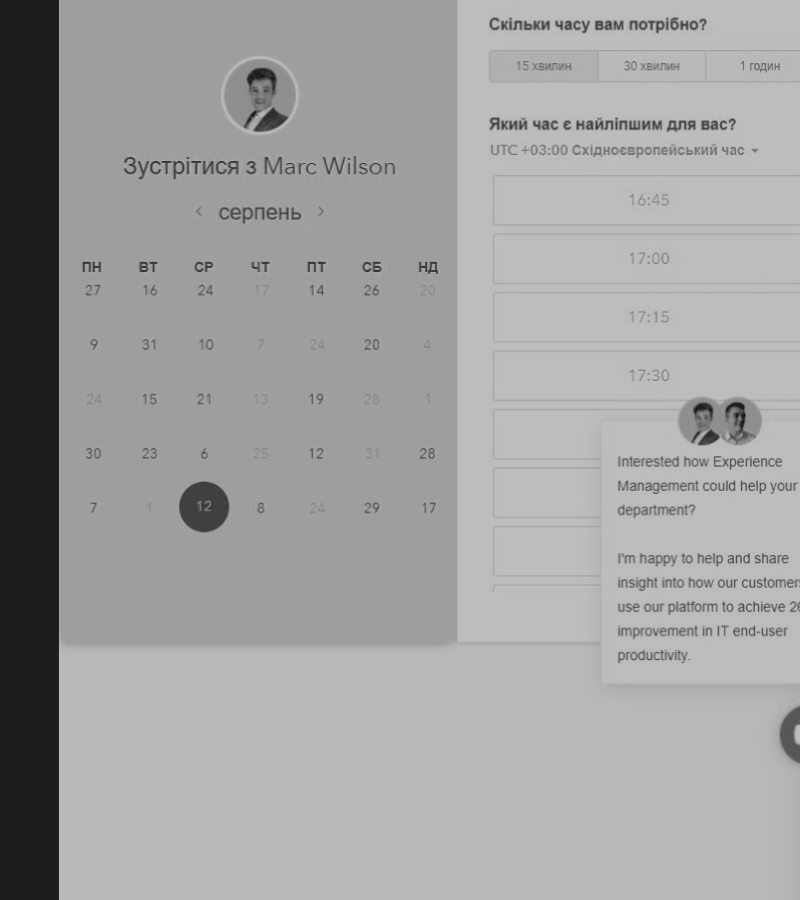 Зустрітися з Marc Wilson
серпень
ПН ВТ СР ЧТ ПТ СБ НД
27 16 24 17 14 26 20
9 31 10 7 24 20 4
24 15 21 13 19 28 1
30 23 6 25 12 31 28
7 1 12 8 24 29 17
Скільки часу вам потрібно?
15 хвилин 30 хвилин 1 годин
Який час є найліпшим для вас?
UTC +03:00 Східноєвропейський час
16:45
17:00
17:15
17:30
Interested how Experience
Management could help your
department?
I'm happy to help and share
insight into how our customers
use our platform to achieve
improvement in IT end-user
productivity.